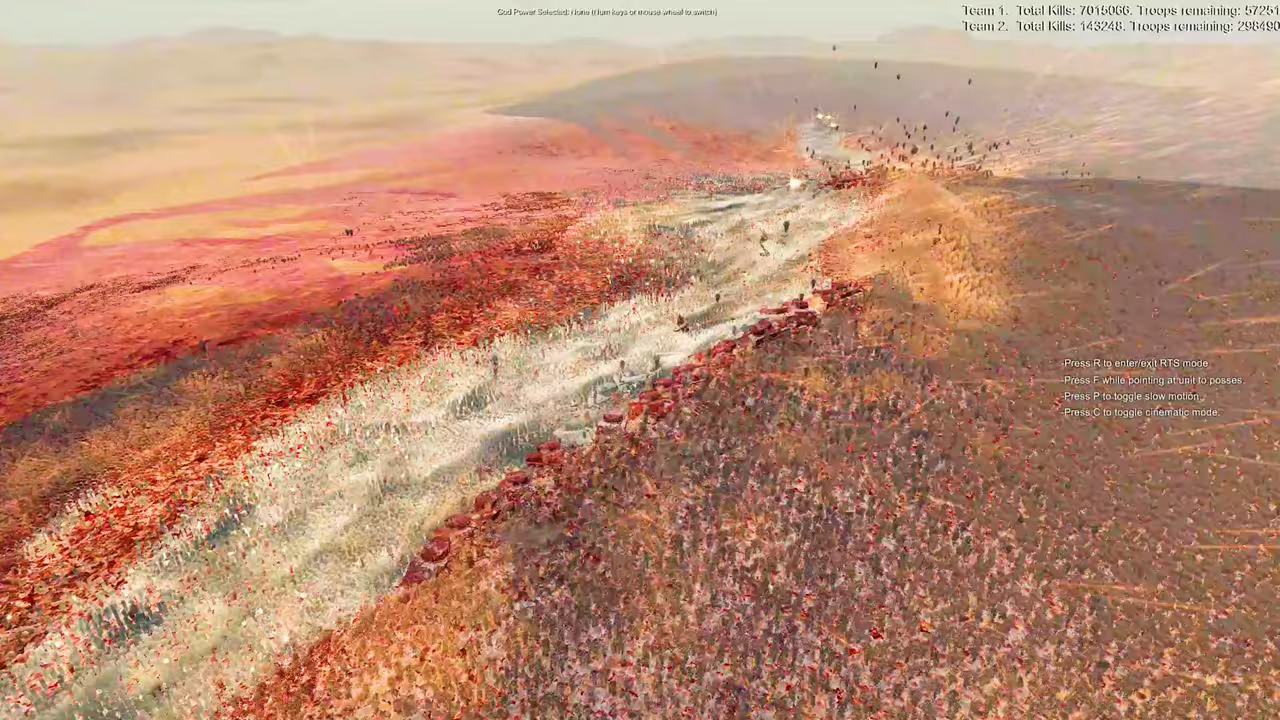 God Power Selected: None (Num keys or mouse wheel to switch)
Team 1. Total Kills: 7015066. Troops remaining: 57251
Team 2. Total Kills: 143248. Troops remaining: 298490
-Press R to enter/exit RTS mode
-Press F while pointing at unit to posses.
-Press P to toggle slow motion
-Press C to toggle cinematic mode.